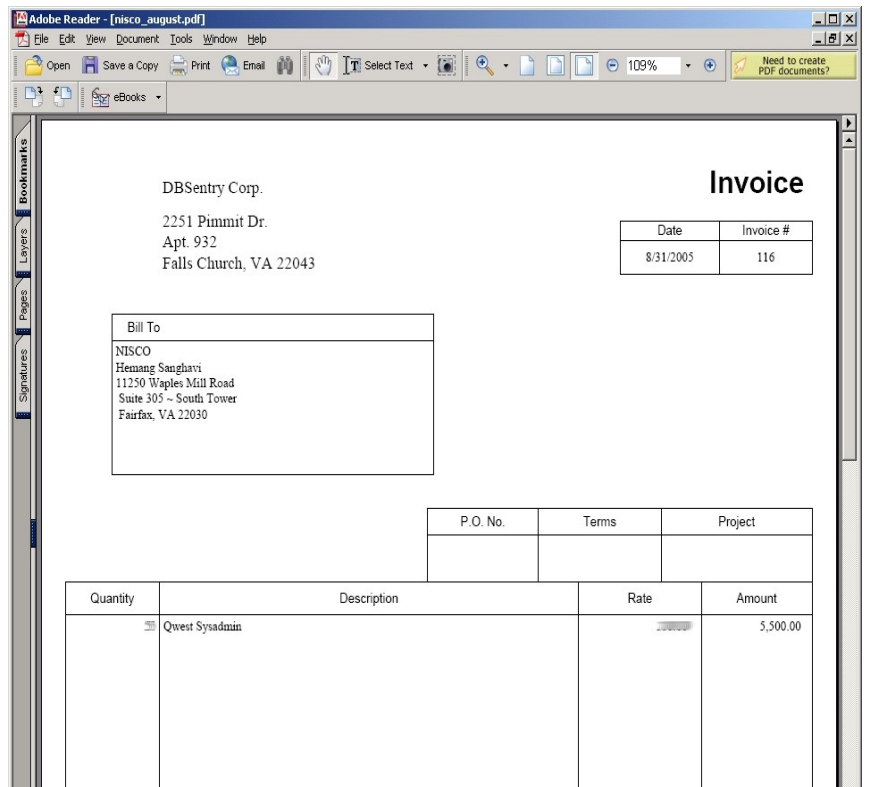 Adobe Reader - [nisco_august.pdf]
File Edit View Document Tools Window Help
Open Save a Copy Print Email Select Text 109% Need to create PDF documents?
eBooks
Bookmarks
Layers
Pages
Signatures
Invoice
DBSentry Corp.
2251 Pimmit Dr.
Apt. 932
Falls Church, VA 22043
Date Invoice #
8/31/2005 116
Bill To
NISCO
Hemang Sanghavi
11250 Waples Mill Road
Suite 305 ~ South Tower
Fairfax, VA 22030
P.O. No. Terms Project
Quantity Description Rate Amount
Qwest Sysadmin 5,500.00